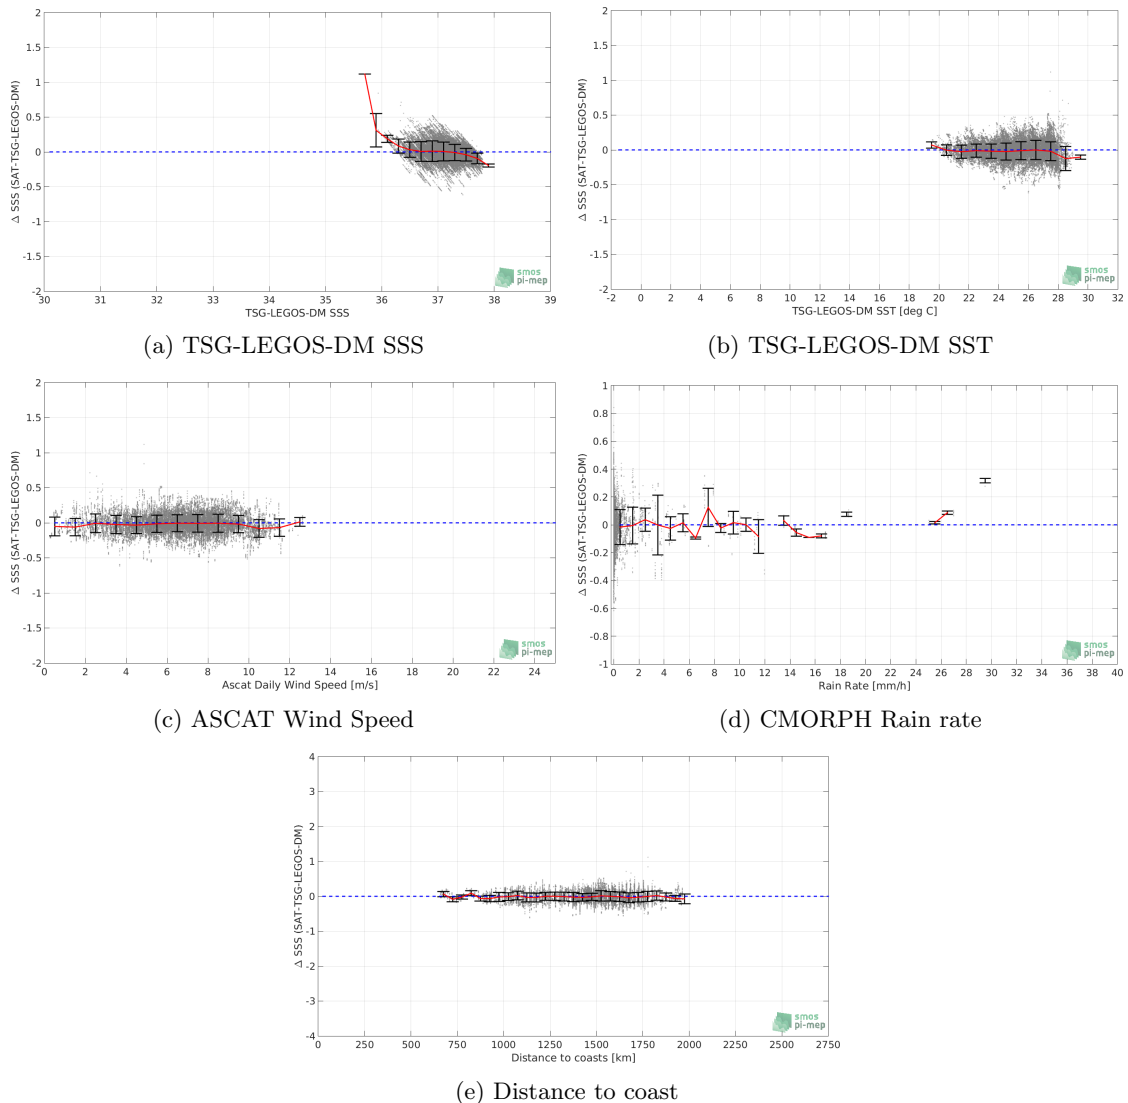 2
1.5
1
0.5
0
-0.5
-1
-1.5
-2
Δ SSS (SAT-TSG-LEGOS-DM)
30 31 32 33 34 35 36 37 38 39
TSG-LEGOS-DM SSS
smos
pi-mep
(a) TSG-LEGOS-DM SSS
2
1.5
1
0.5
0
-0.5
-1
-1.5
-2
Δ SSS (SAT-TSG-LEGOS-DM)
-2 0 2 4 6 8 10 12 14 16 18 20 22 24 26 28 30 32
TSG-LEGOS-DM SST [deg C]
smos
pi-mep
(b) TSG-LEGOS-DM SST
2
1.5
1
0.5
0
-0.5
-1
-1.5
-2
Δ SSS (SAT-TSG-LEGOS-DM)
0 2 4 6 8 10 12 14 16 18 20 22 24
Ascat Daily Wind Speed [m/s]
smos
pi-mep
(c) ASCAT Wind Speed
1
0.8
0.6
0.4
0.2
0
-0.2
-0.4
-0.6
-0.8
-1
Δ SSS (SAT-TSG-LEGOS-DM)
0 2 4 6 8 10 12 14 16 18 20 22 24 26 28 30 32 34 36 38 40
Rain Rate [mm/h]
smos
pi-mep
(d) CMORPH Rain rate
4
3
2
1
0
-1
-2
-3
-4
Δ SSS (SAT-TSG-LEGOS-DM)
0 250 500 750 1000 1250 1500 1750 2000 2250 2500 2750
Distance to coasts [km]
smos
pi-mep
(e) Distance to coast